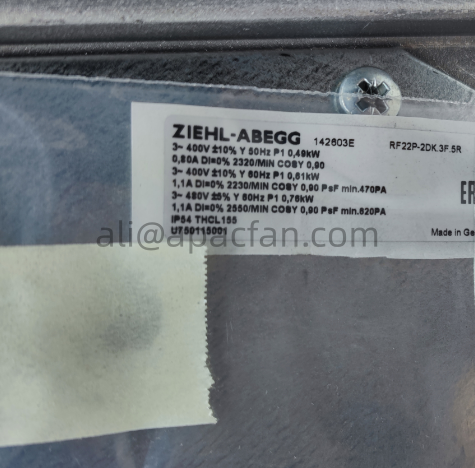 ZIEHL-ABEGG 142603E RF22P-2DK.3F.5R
3~ 400V ±10% Y 50Hz P1 0,49kW
0,80A DI=0% 2320/MIN COSY 0,90
3~ 400V ±10% Y 60Hz P1 0,61kW
1,1A DI=0% 2230/MIN COSY 0,90 PsF min.470PA
3~ 480V ±5% Y 60Hz P1 0,76kW
1,1A DI=0% 2550/MIN COSY 0,90 PsF min.620PA
IP54 THCL155
U750115001
Made in Ge
ali@apacfan.com